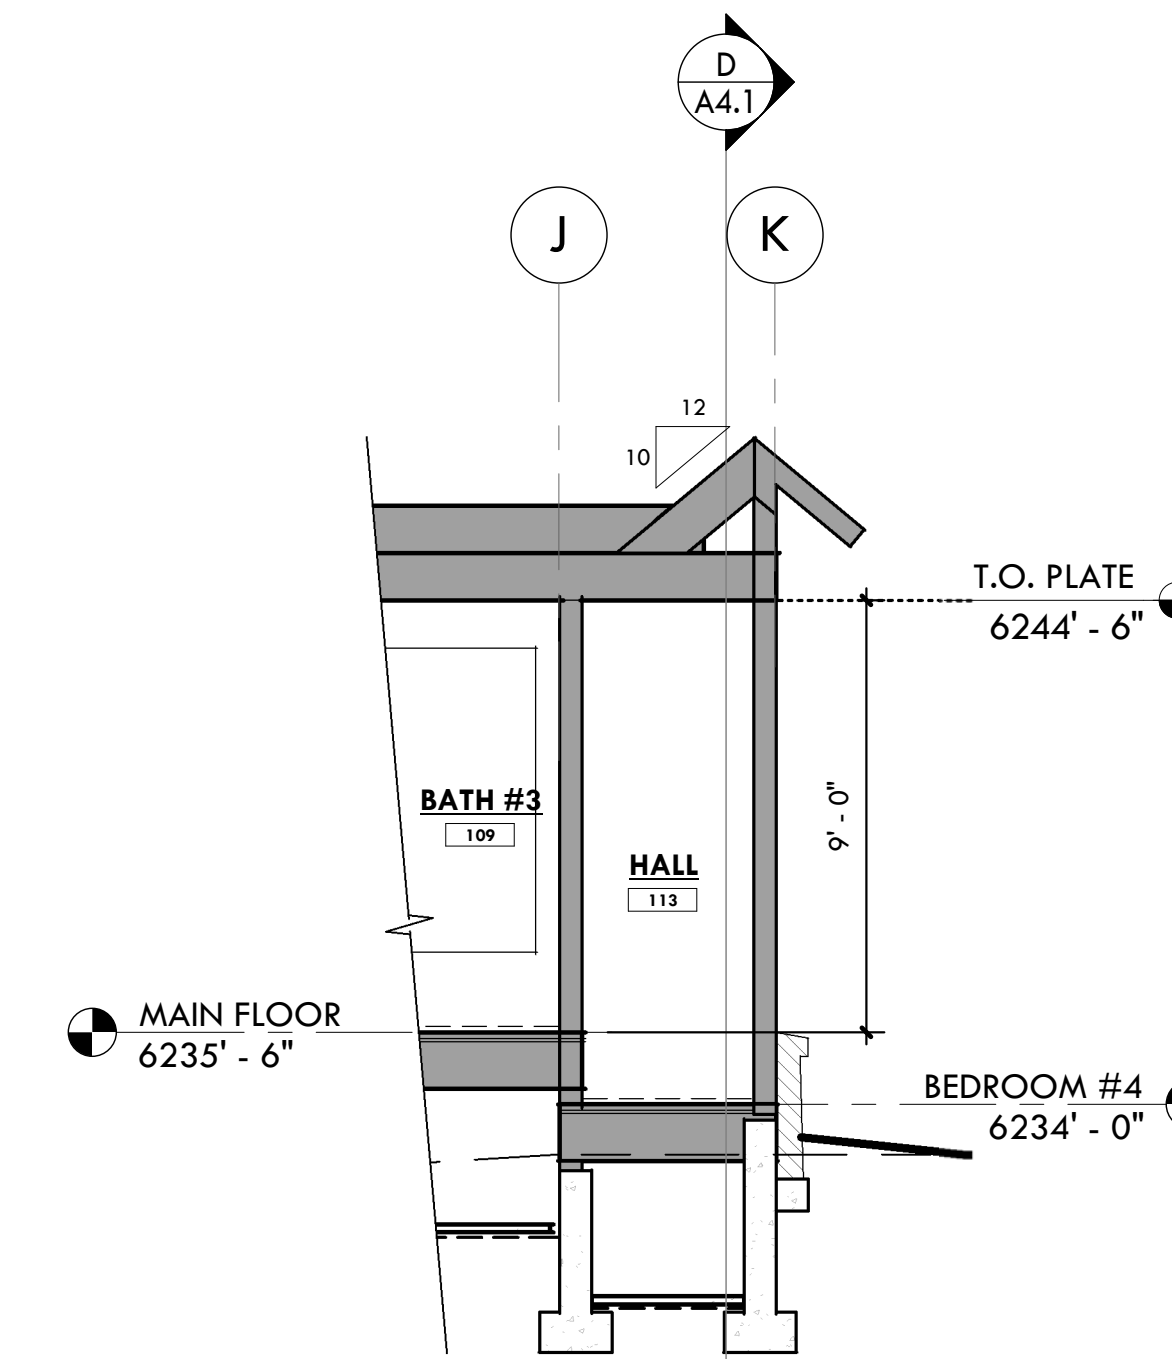 D
A4.1
J
K
12
10
T.O. PLATE
6244' - 6"
BATH #3
109
9' - 0"
HALL
113
MAIN FLOOR
6235' - 6"
BEDROOM #4
6234' - 0"